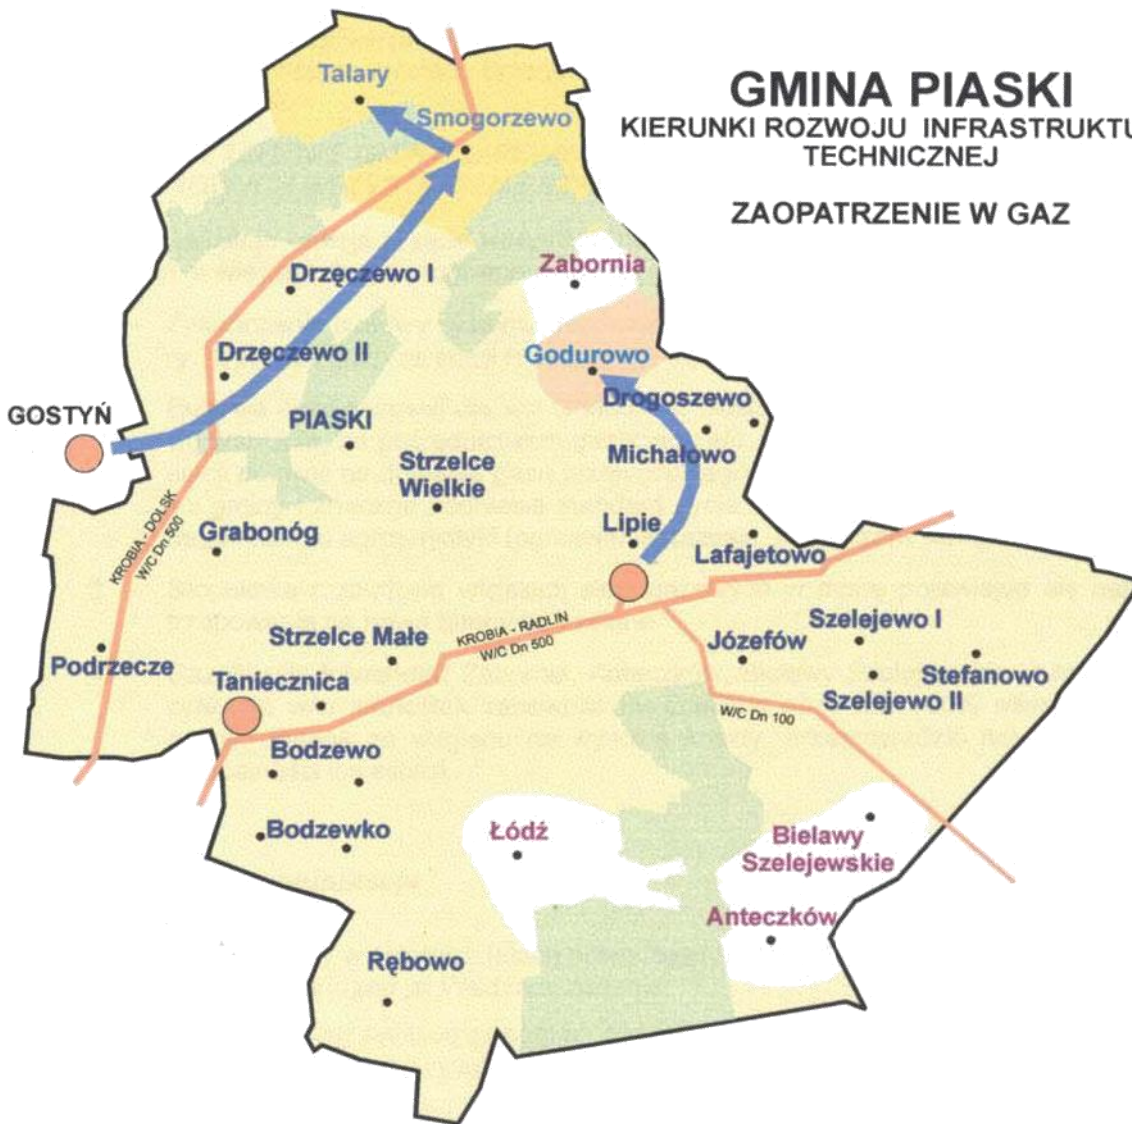 GMINA PIASKI
KIERUNKI ROZWOJU INFRASTRUKTU
TECHNICZNEJ
ZAOPATRZENIE W GAZ
Talary
Smogorzewo
Zabornia
Drzęczewo I
Drzęczewo II
Godurowo
Drogoszewo
GOSTYŃ
PIASKI
Strzelce
Wielkie
Michałowo
Grabonóg
Lipie
Lafajetowo
KROBIA - DOLSK
W/C Dn 500
KROBIA - RADLIN
W/C Dn 500
Podrzecze
Strzelce Małe
Taniecznica
Józefów
Szelejewo I
Stefanowo
Szelejewo II
W/C Dn 100
Bodzewo
Bodzewko
Łódź
Bielawy
Szelejewskie
Anteczków
Rębowo